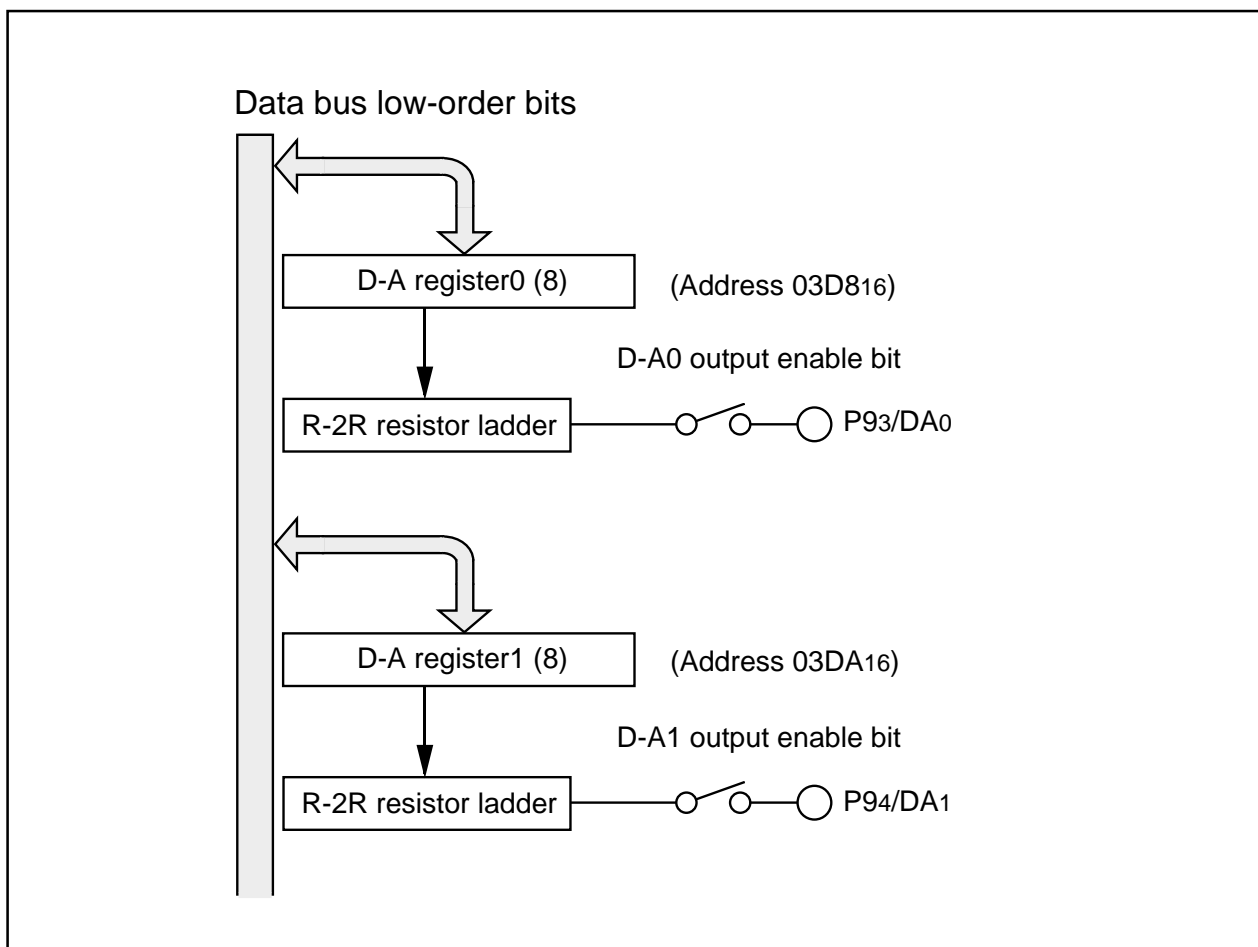 Data bus low-order bits
D-A register0 (8)
(Address 03D816)
D-A0 output enable bit
R-2R resistor ladder
P93/DA0
D-A register1 (8)
(Address 03DA16)
D-A1 output enable bit
R-2R resistor ladder
P94/DA1